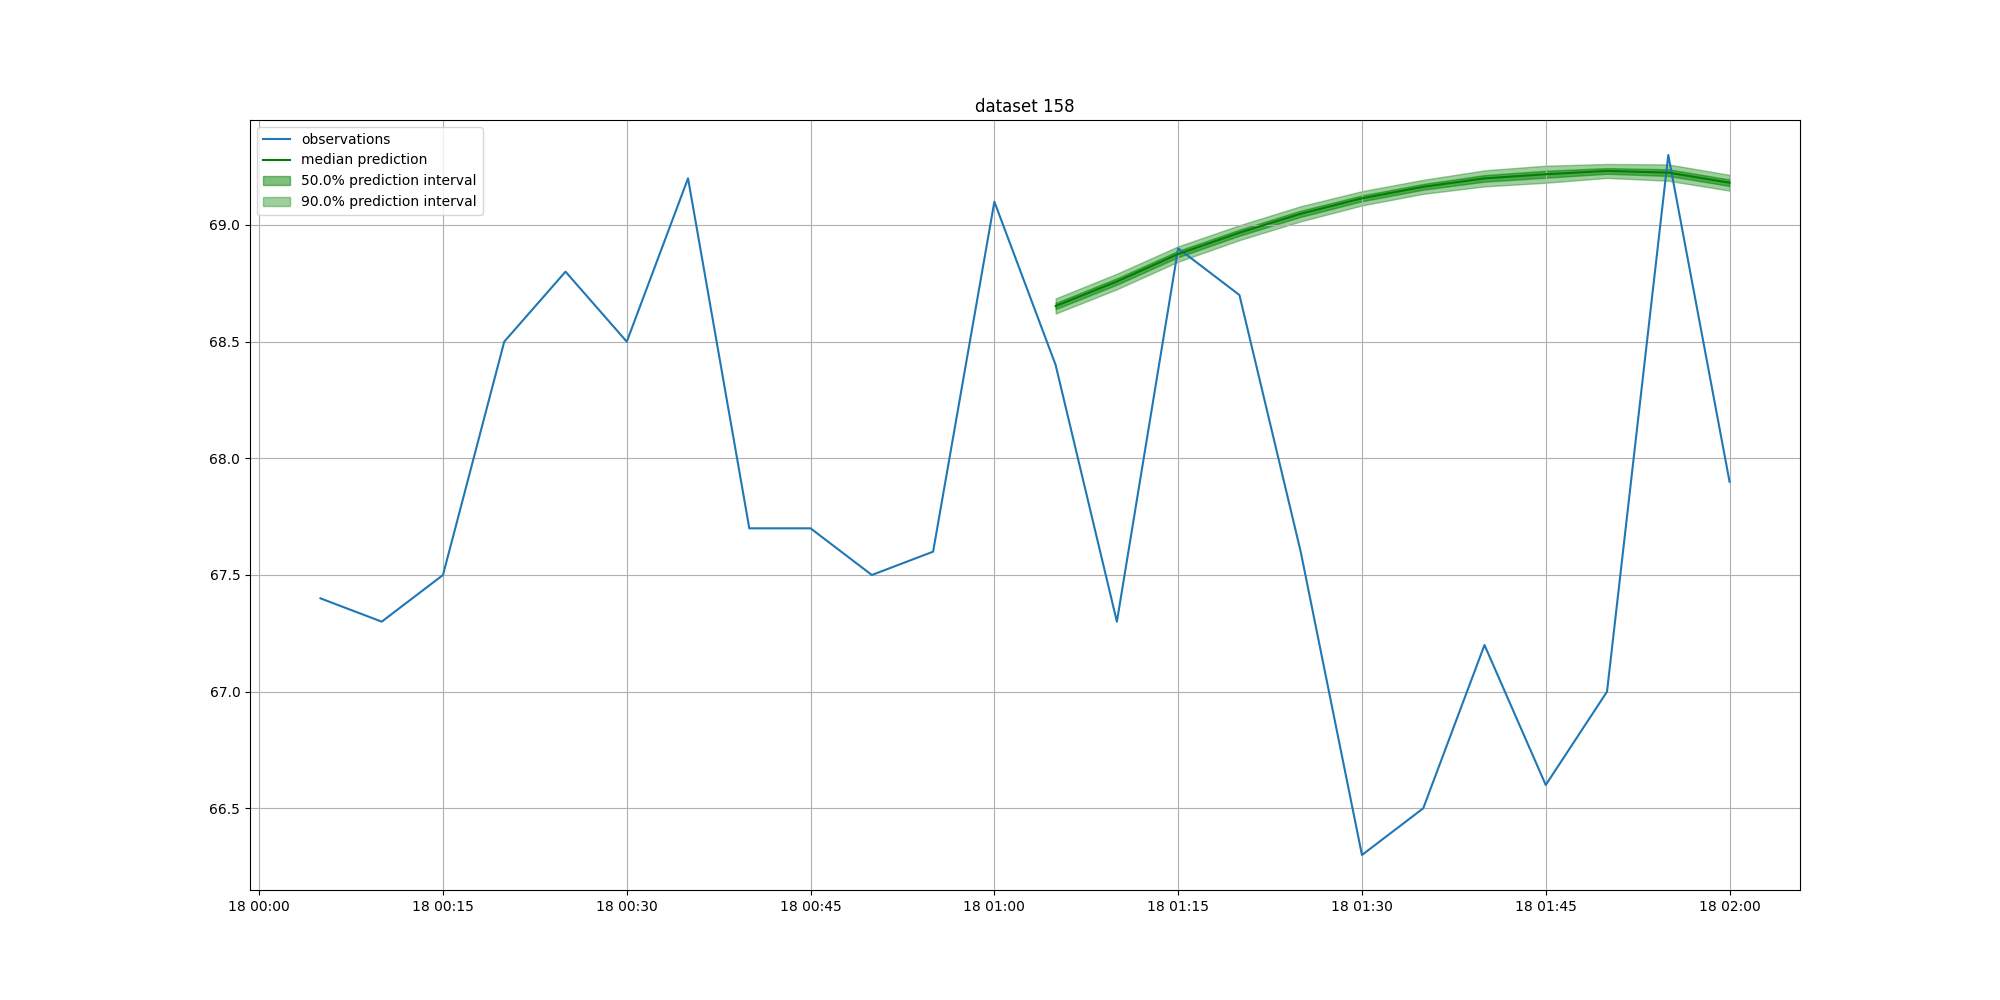 dataset 158
observations
median prediction
50.0% prediction interval
90.0% prediction interval
69.0
68.5
68.0
67.5
67.0
66.5
18 00:00 18 00:15 18 00:30 18 00:45 18 01:00 18 01:15 18 01:30 18 01:45 18 02:00